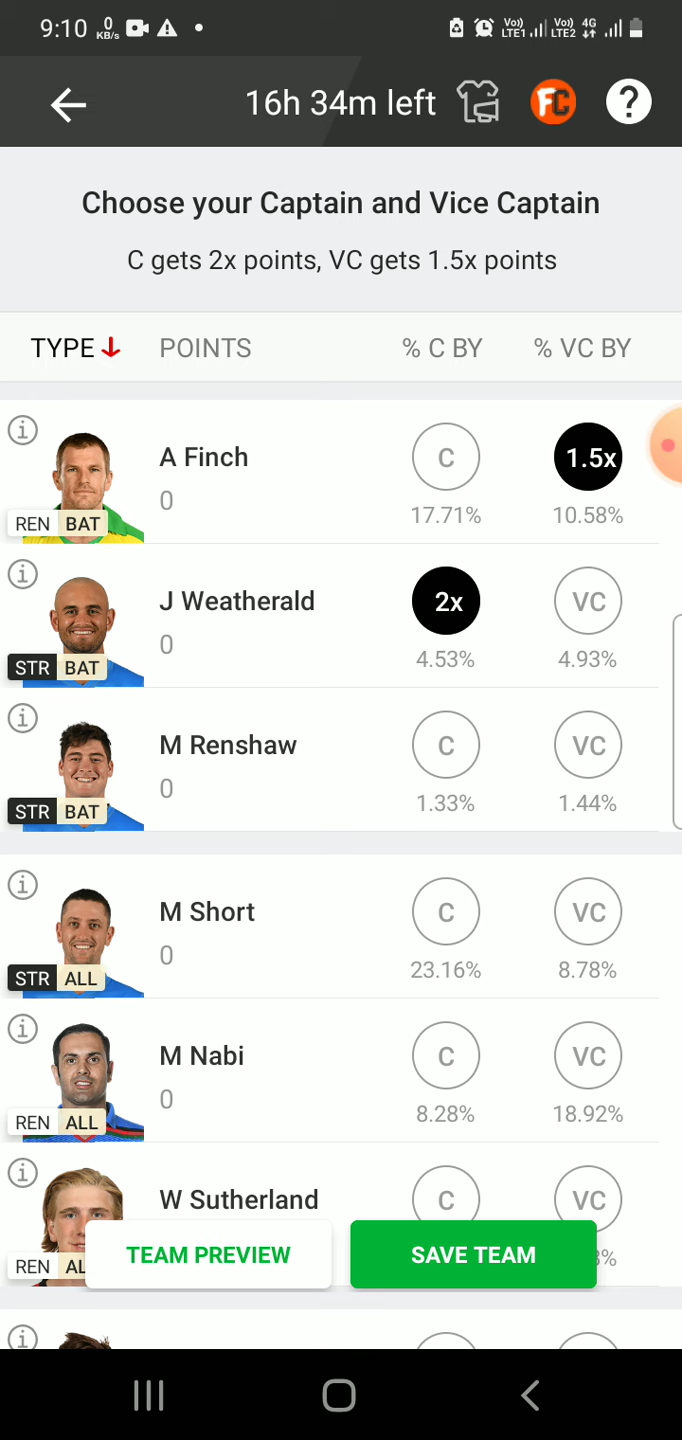 9:10 0 KB/s Vo)) LTE1 Vo)) LTE2 4G
16h 34m left FC ?
Choose your Captain and Vice Captain
C gets 2x points, VC gets 1.5x points
TYPE POINTS % C BY % VC BY
A Finch C 1.5x
0 17.71% 10.58%
REN BAT
J Weatherald 2x VC
0 4.53% 4.93%
STR BAT
M Renshaw C VC
0 1.33% 1.44%
STR BAT
M Short C VC
0 23.16% 8.78%
STR ALL
M Nabi C VC
0 8.28% 18.92%
REN ALL
W Sutherland C VC
REN AL TEAM PREVIEW SAVE TEAM %